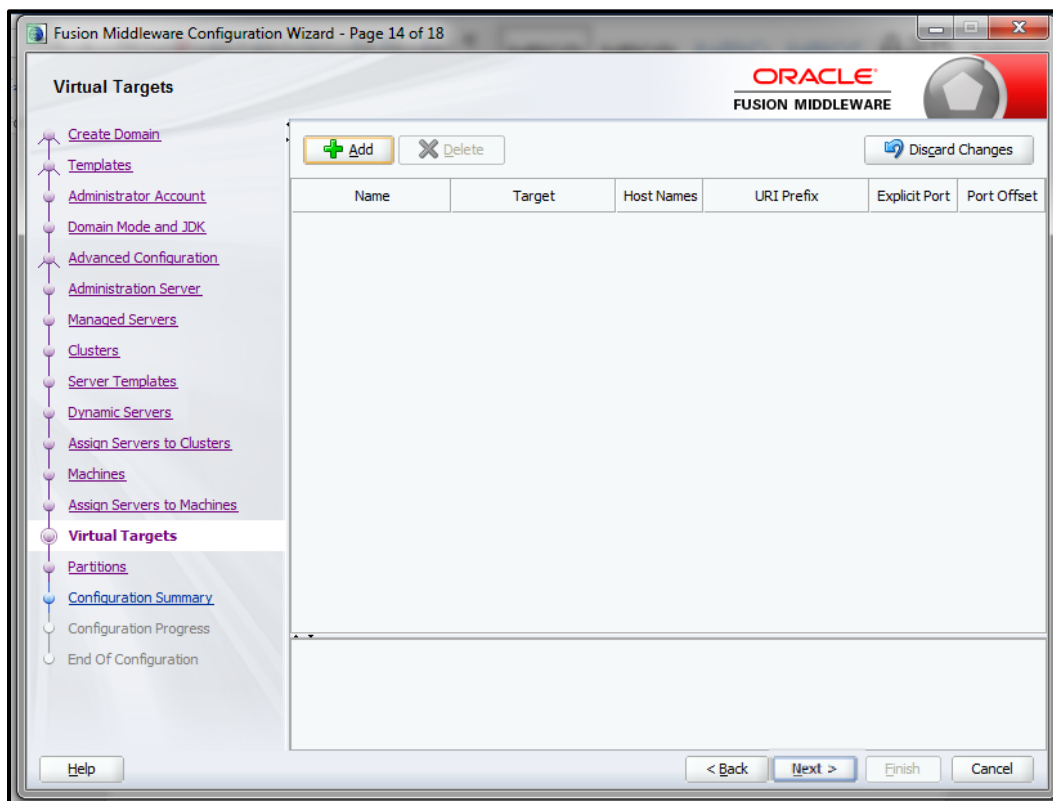 Fusion Middleware Configuration Wizard - Page 14 of 18
Virtual Targets
ORACLE
FUSION MIDDLEWARE
Create Domain
Templates
Administrator Account
Domain Mode and JDK
Advanced Configuration
Administration Server
Managed Servers
Clusters
Server Templates
Dynamic Servers
Assign Servers to Clusters
Machines
Assign Servers to Machines
Virtual Targets
Partitions
Configuration Summary
Configuration Progress
End Of Configuration
Add Delete Discard Changes
Name Target Host Names URI Prefix Explicit Port Port Offset
Help < Back Next > Finish Cancel